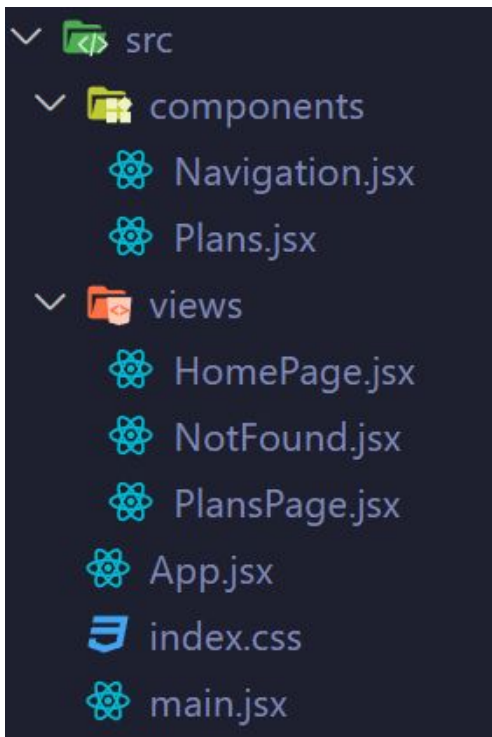 src
components
Navigation.jsx
Plans.jsx
views
HomePage.jsx
NotFound.jsx
PlansPage.jsx
App.jsx
index.css
main.jsx